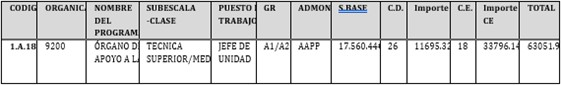 CODIG ORGANIC NOMBRE DEL PROGRAM SUBESCALA -CLASE PUESTO TRABAJO GR ADMON S.BASE C.D. Importe C.E. Importe CE TOTAL
1.A.18 9200 ÓRGANO DE APOYO A LA TECNICA SUPERIOR/MED JEFE DE UNIDAD A1/A2 AAPP 17.560.44 26 11695.32 18 33796.14 63051.9